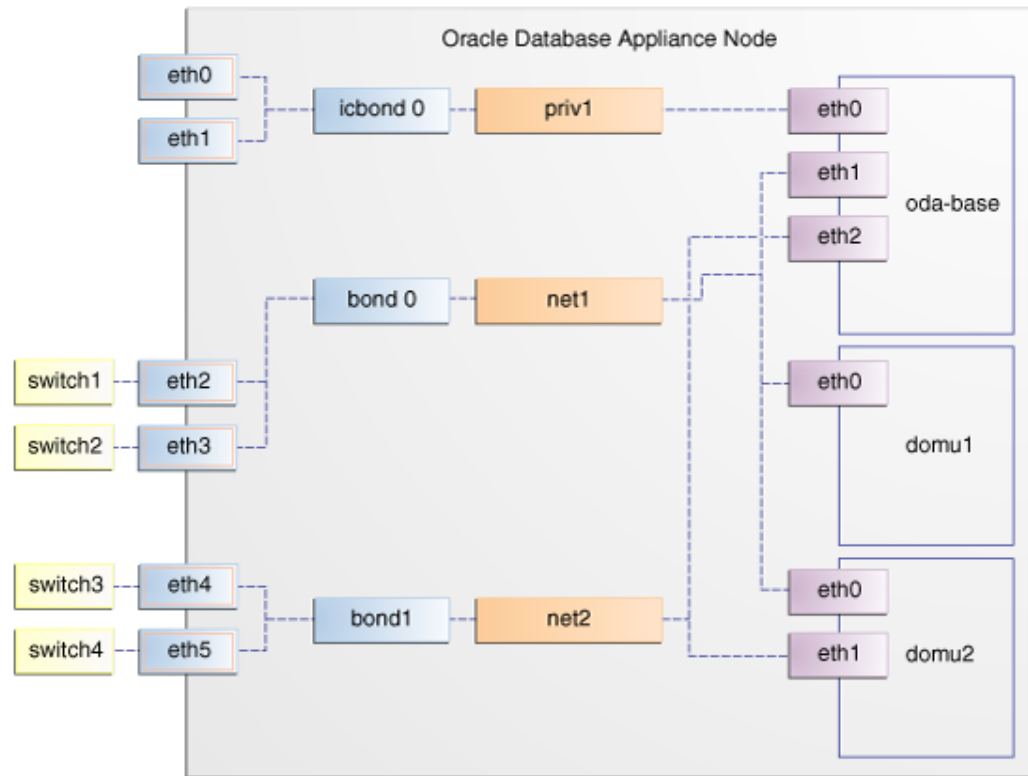 Oracle Database Appliance Node
eth0
eth1
icbond 0
priv1
eth0
eth1
eth2
oda-base
bond 0
net1
switch1
eth2
switch2
eth3
eth0
domu1
switch3
eth4
switch4
eth5
bond1
net2
eth0
eth1
domu2